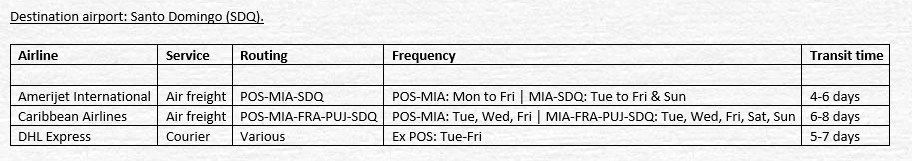 Destination airport: Santo Domingo (SDQ).
Airline Service Routing Frequency Transit time
Amerijet International Air freight POS-MIA-SDQ POS-MIA: Mon to Fri | MIA-SDQ: Tue to Fri & Sun 4-6 days
Caribbean Airlines Air freight POS-MIA-FRA-PUJ-SDQ POS-MIA: Tue, Wed, Fri | MIA-FRA-PUJ-SDQ: Tue, Wed, Fri, Sat, Sun 6-8 days
DHL Express Courier Various Ex POS: Tue-Fri 5-7 days